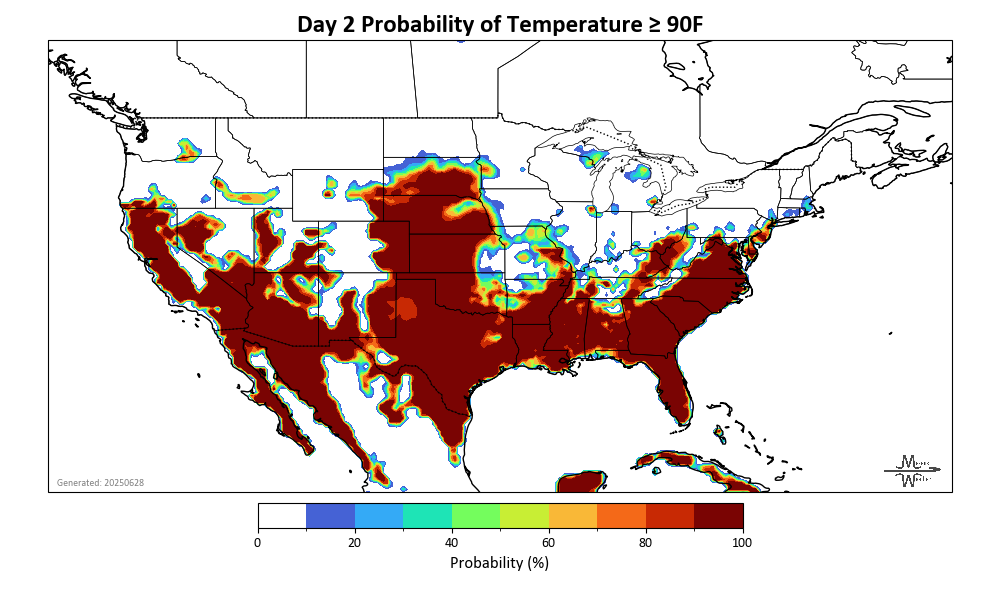 Day 2 Probability of Temperature ≥ 90F
Generated: 20250628
0 20 40 60 80 100
Probability (%)